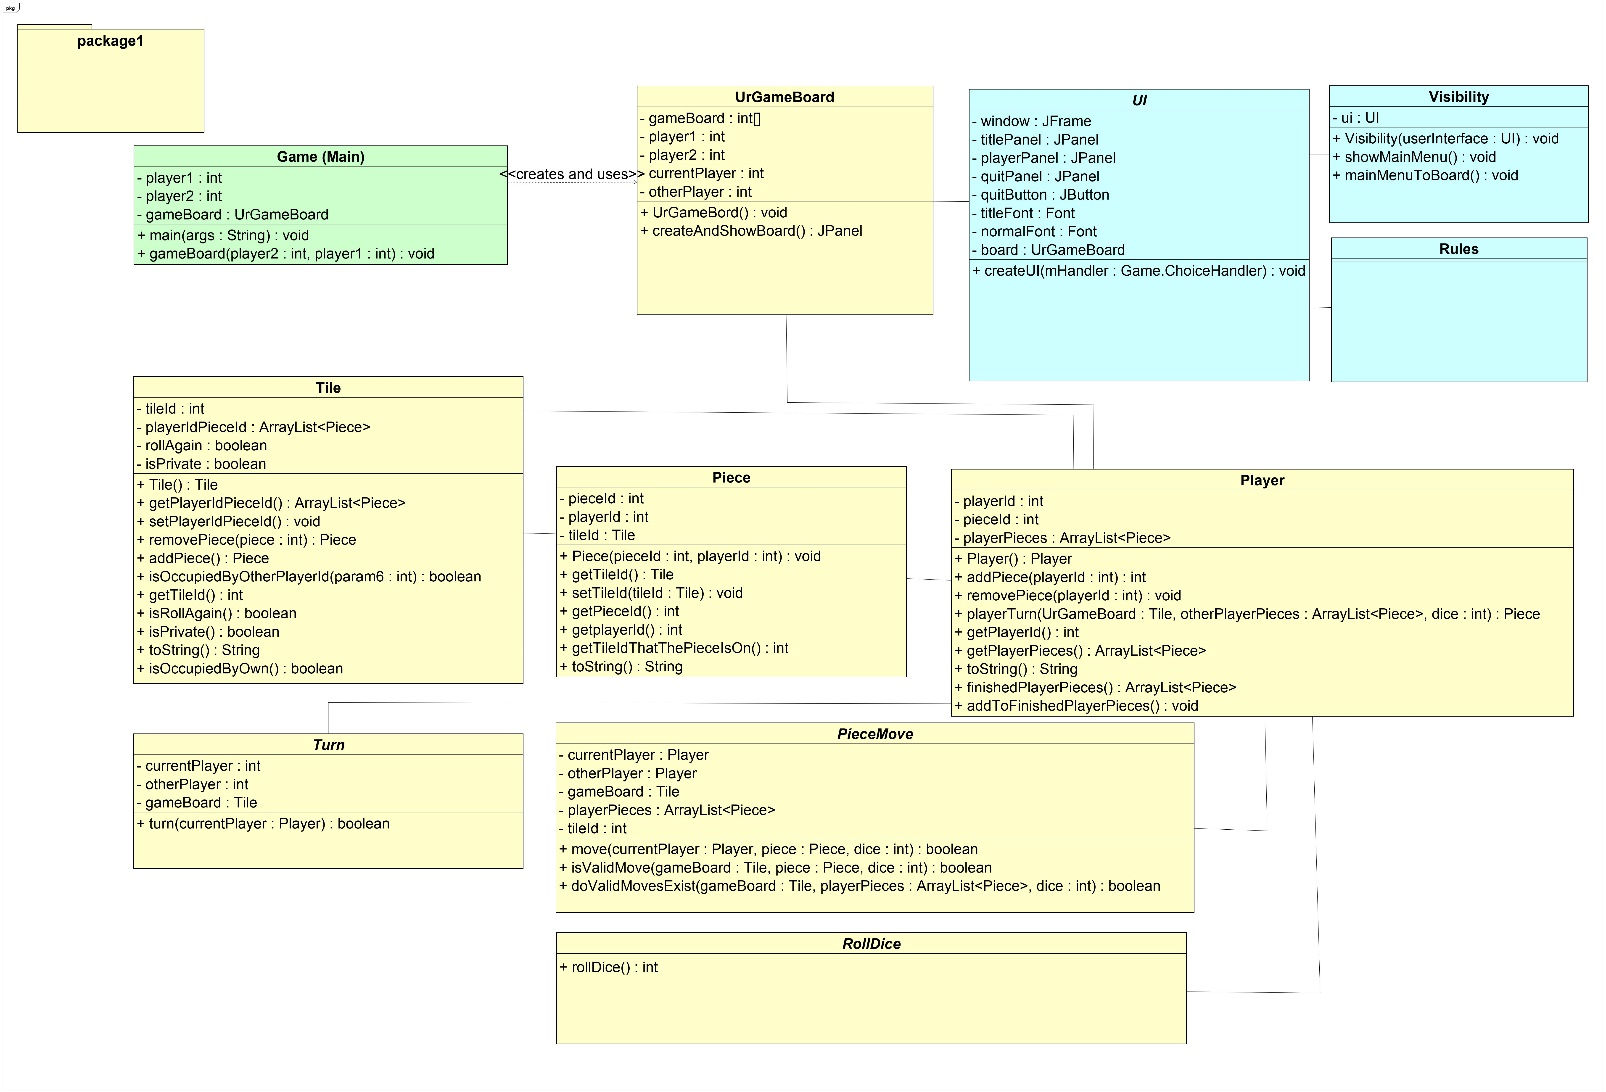 pkg
package1
Game (Main)
- player1 : int
- player2 : int
- gameBoard : UrGameBoard
+ main(args : String) : void
+ gameBoard(player2 : int, player1 : int) : void
<<creates and uses>>
UrGameBoard
- gameBoard : int[]
- player1 : int
- player2 : int
- currentPlayer : int
- otherPlayer : int
+ UrGameBord() : void
+ createAndShowBoard() : JPanel
UI
- window : JFrame
- titlePanel : JPanel
- playerPanel : JPanel
- quitPanel : JPanel
- quitButton : JButton
- titleFont : Font
- normalFont : Font
- board : UrGameBoard
+ createUI(mHandler : Game.ChoiceHandler) : void
Visibility
- ui : UI
+ Visibility(userInterface : UI) : void
+ showMainMenu() : void
+ mainMenuToBoard() : void
Rules
Tile
- tileId : int
- playerIdPieceId : ArrayList<Piece>
- rollAgain : boolean
- isPrivate : boolean
+ Tile() : Tile
+ getPlayerIdPieceId() : ArrayList<Piece>
+ setPlayerIdPieceId() : void
+ removePiece(piece : int) : Piece
+ addPiece() : Piece
+ isOccupiedByOtherPlayerId(param6 : int) : boolean
+ getTileId() : int
+ isRollAgain() : boolean
+ isPrivate() : boolean
+ toString() : String
+ isOccupiedByOwn() : boolean
Piece
- pieceId : int
- playerId : int
- tileId : Tile
+ Piece(pieceId : int, playerId : int) : void
+ getTileId() : Tile
+ setTileId(tileId : Tile) : void
+ getPieceId() : int
+ getplayerId() : int
+ getTileIdThatThePieceIsOn() : int
+ toString() : String
Player
- playerId : int
- pieceId : int
- playerPieces : ArrayList<Piece>
+ Player() : Player
+ addPiece(playerId : int) : int
+ removePiece(playerId : int) : void
+ playerTurn(UrGameBoard : Tile, otherPlayerPieces : ArrayList<Piece>, dice : int) : Piece
+ getPlayerId() : int
+ getPlayerPieces() : ArrayList<Piece>
+ toString() : String
+ finishedPlayerPieces() : ArrayList<Piece>
+ addToFinishedPlayerPieces() : void
Turn
- currentPlayer : int
- otherPlayer : int
- gameBoard : Tile
+ turn(currentPlayer : Player) : boolean
PieceMove
- currentPlayer : Player
- otherPlayer : Player
- gameBoard : Tile
- playerPieces : ArrayList<Piece>
- tileId : int
+ move(currentPlayer : Player, piece : Piece, dice : int) : boolean
+ isValidMove(gameBoard : Tile, piece : Piece, dice : int) : boolean
+ doValidMovesExist(gameBoard : Tile, playerPieces : ArrayList<Piece>, dice : int) : boolean
RollDice
+ rollDice() : int